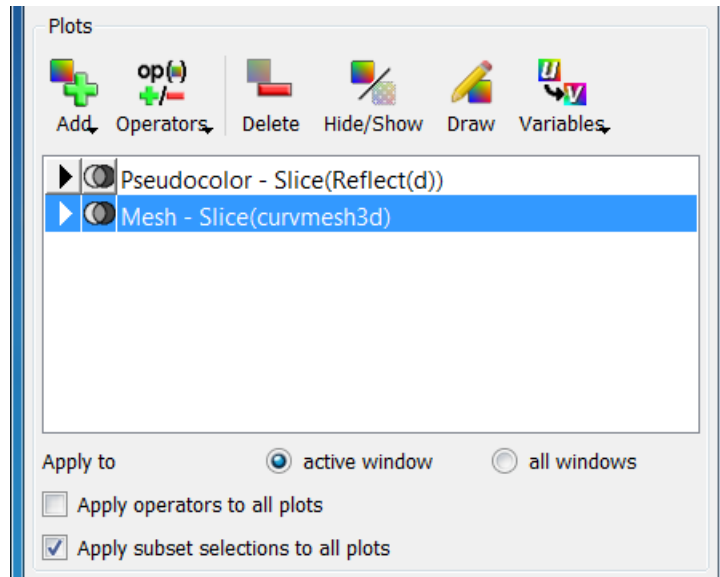 Plots
op(=) +/-
u v
Add Operators Delete Hide/Show Draw Variables
Pseudocolor - Slice(Reflect(d))
Mesh - Slice(curvmesh3d)
Apply to active window all windows
Apply operators to all plots
Apply subset selections to all plots